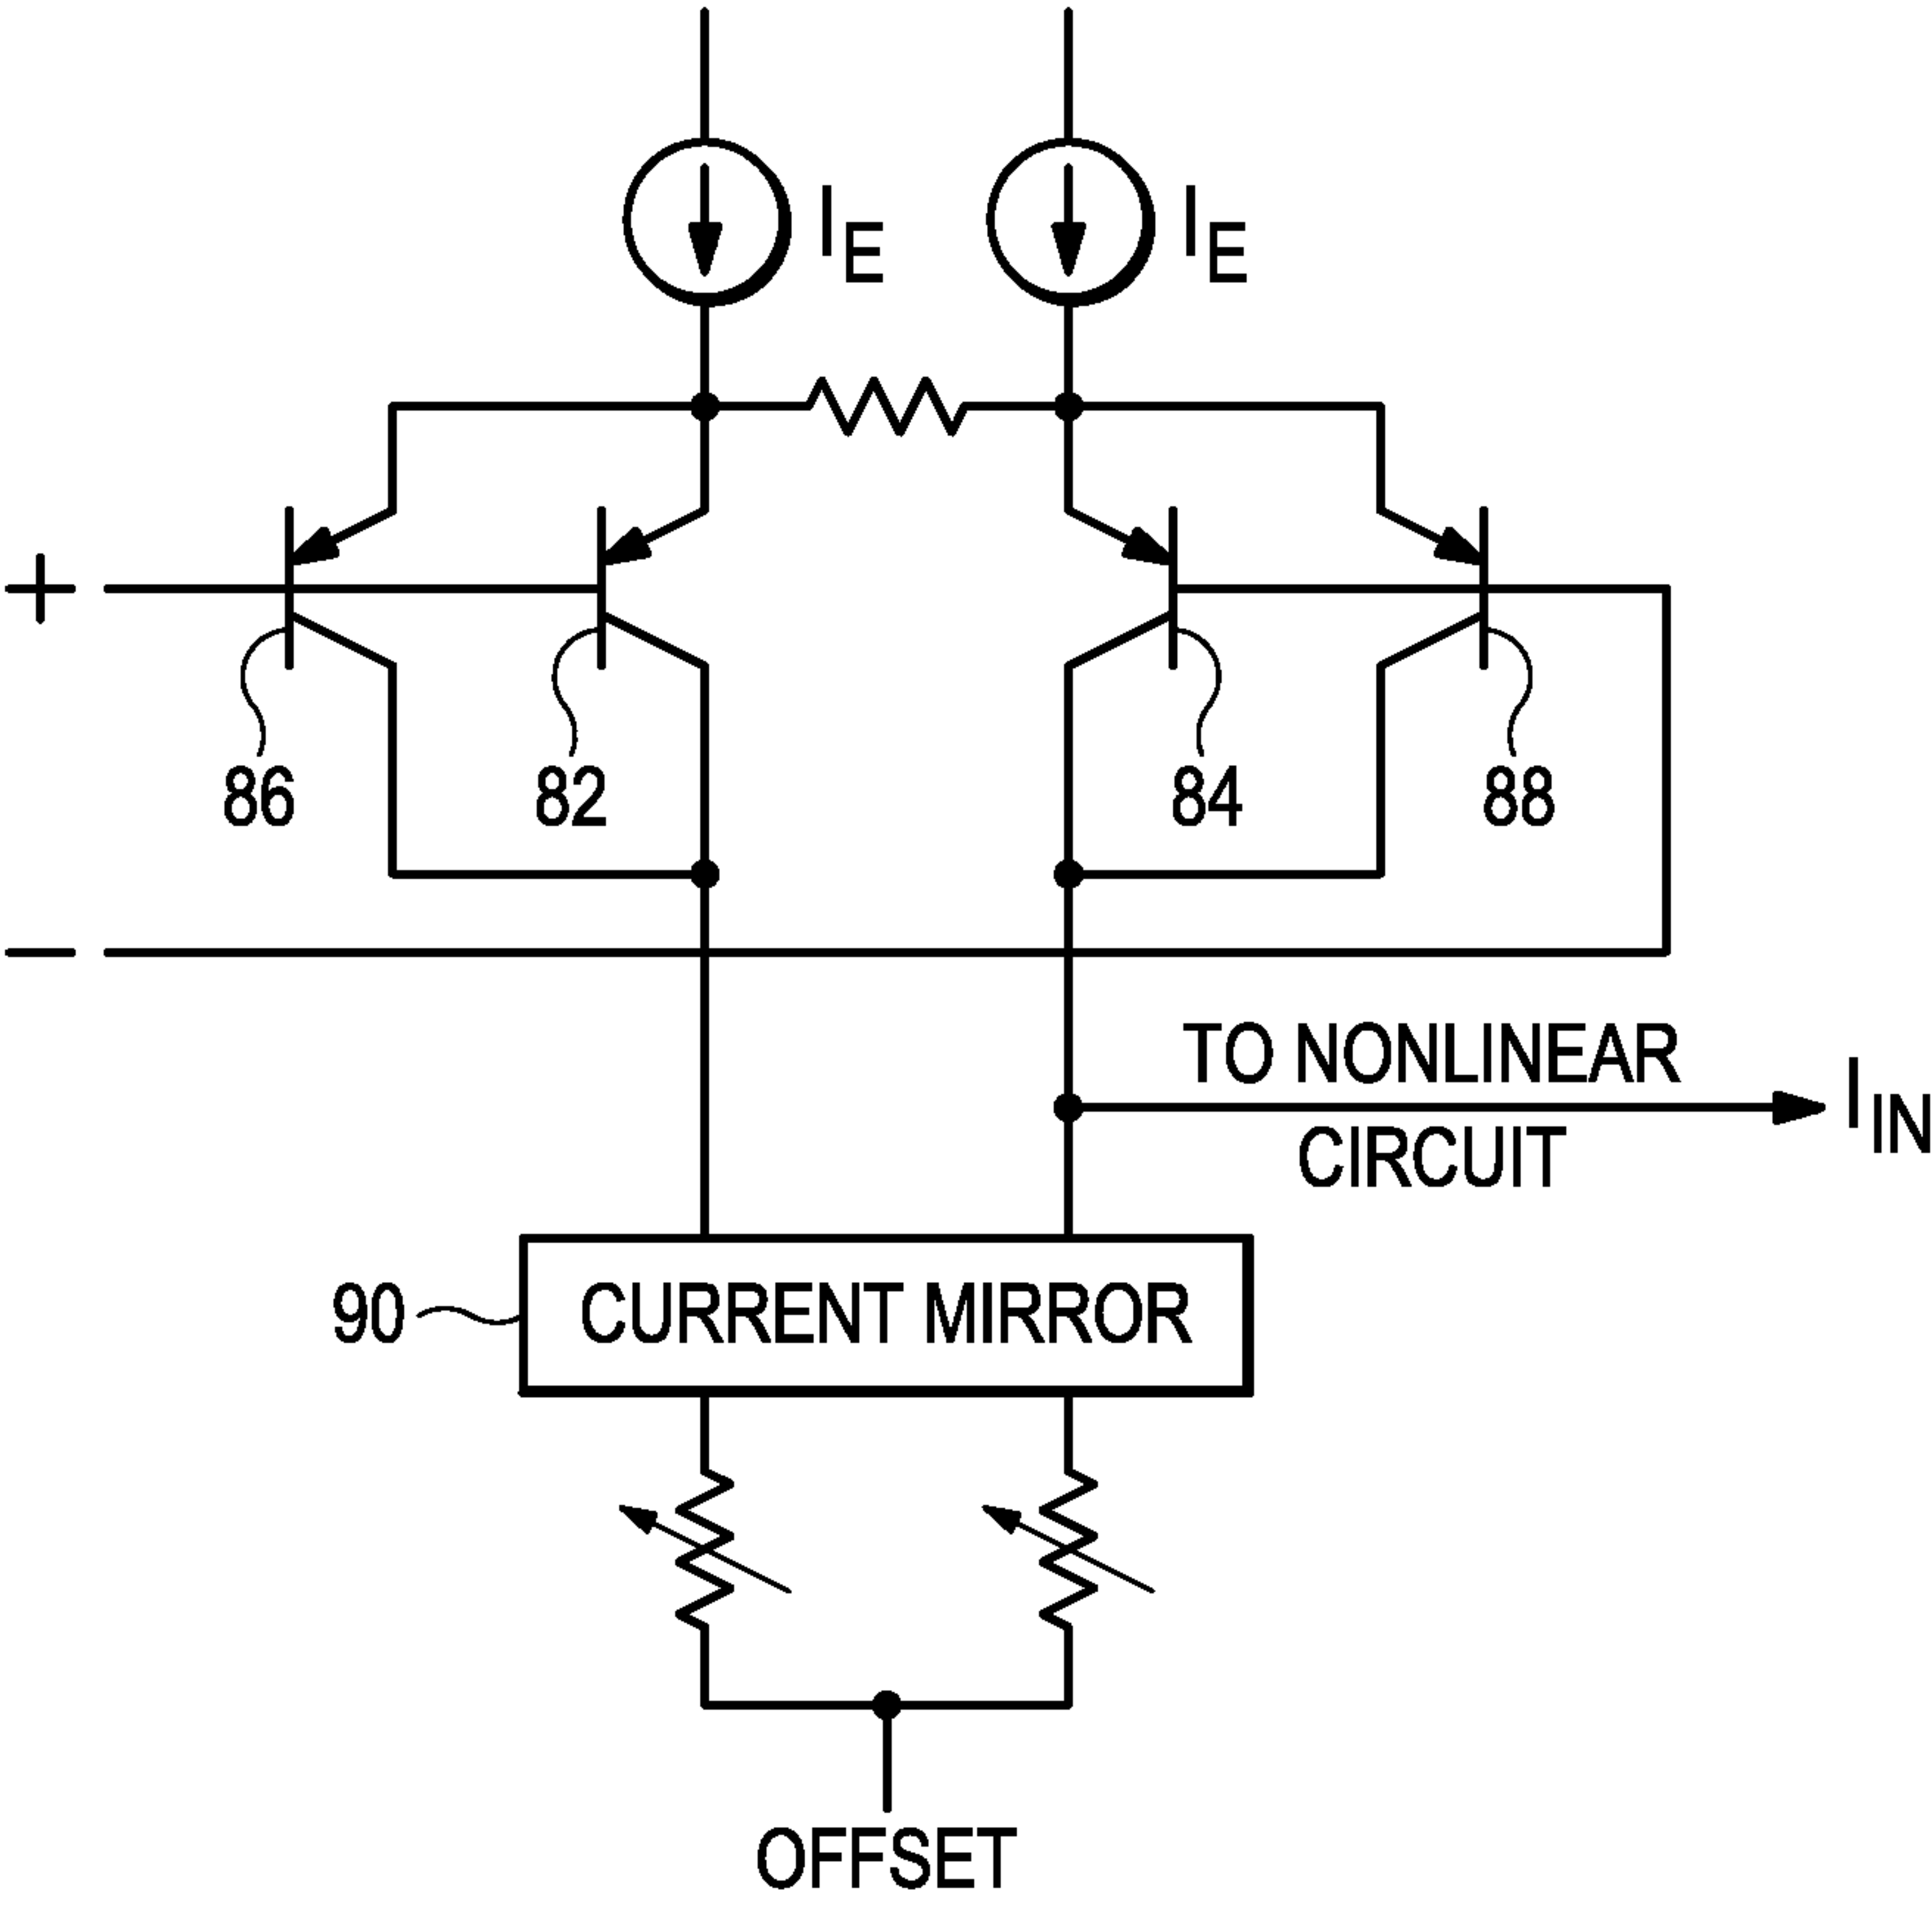 I_E I_E
+
86 82 84 88
−
TO NONLINEAR
CIRCUIT
I_IN
90 CURRENT MIRROR
OFFSET